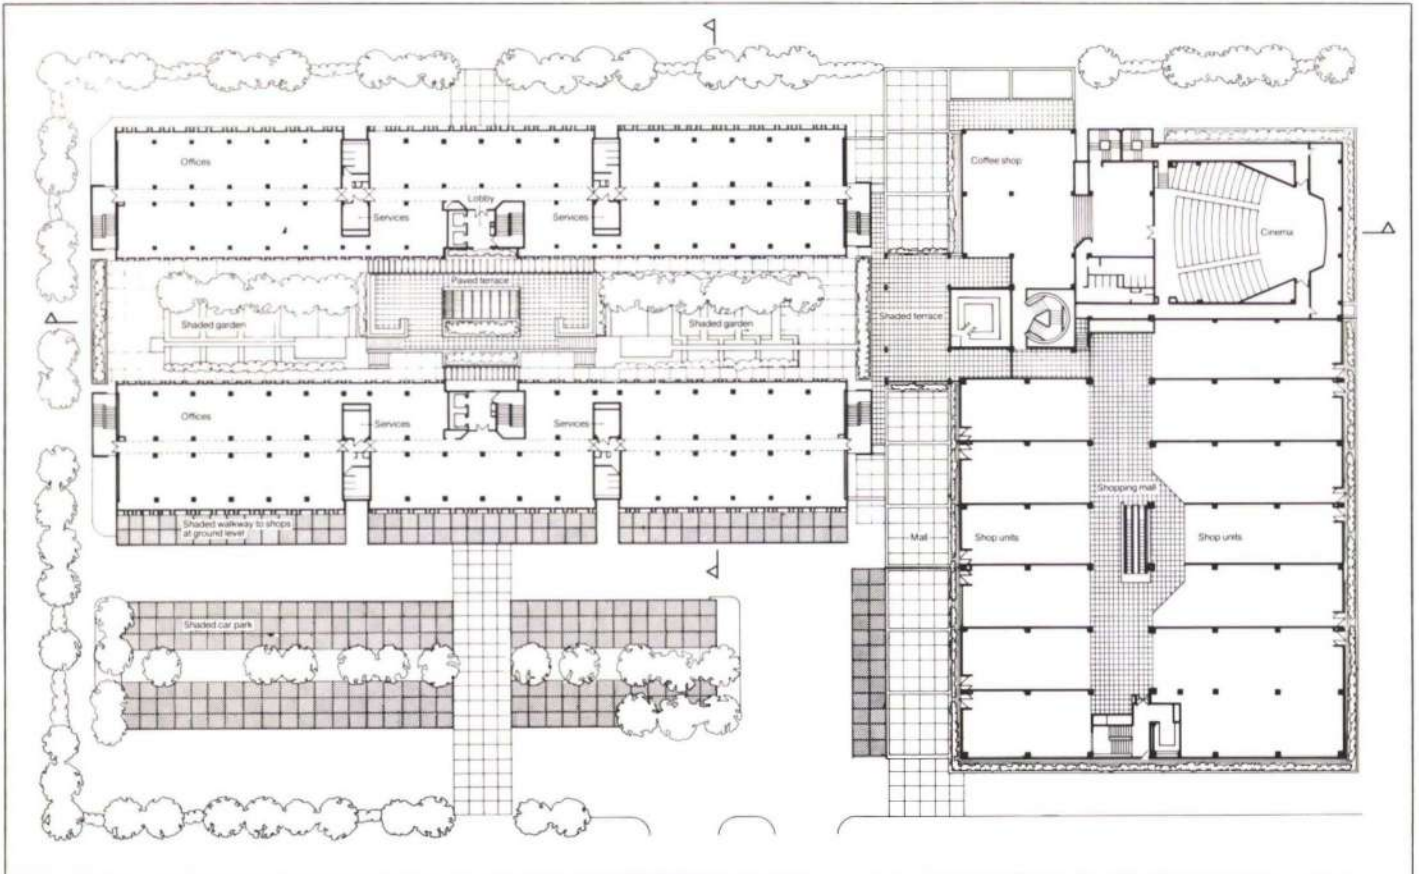 Offices
Coffee shop
Lobby
Services
Services
Cinema
Paved terrace
Shaded garden
Shaded garden
Shaded terrace
Offices
Services
Services
Shopping mall
Shaded walkway to shops
at ground level
Mall
Shop units
Shop units
Shaded car park